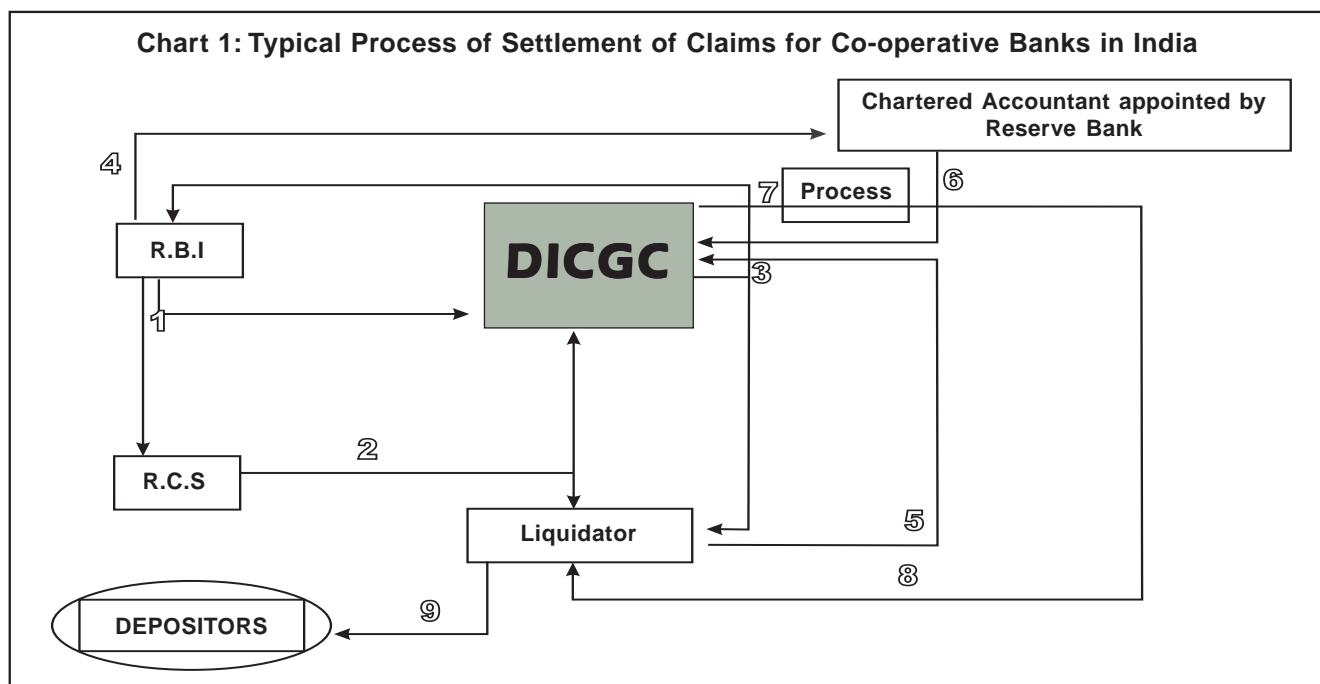 Chart 1: Typical Process of Settlement of Claims for Co-operative Banks in India
Chartered Accountant appointed by
Reserve Bank
4
7
Process
6
R.B.I
DICGC
3
1
2
R.C.S
Liquidator
5
8
9
DEPOSITORS